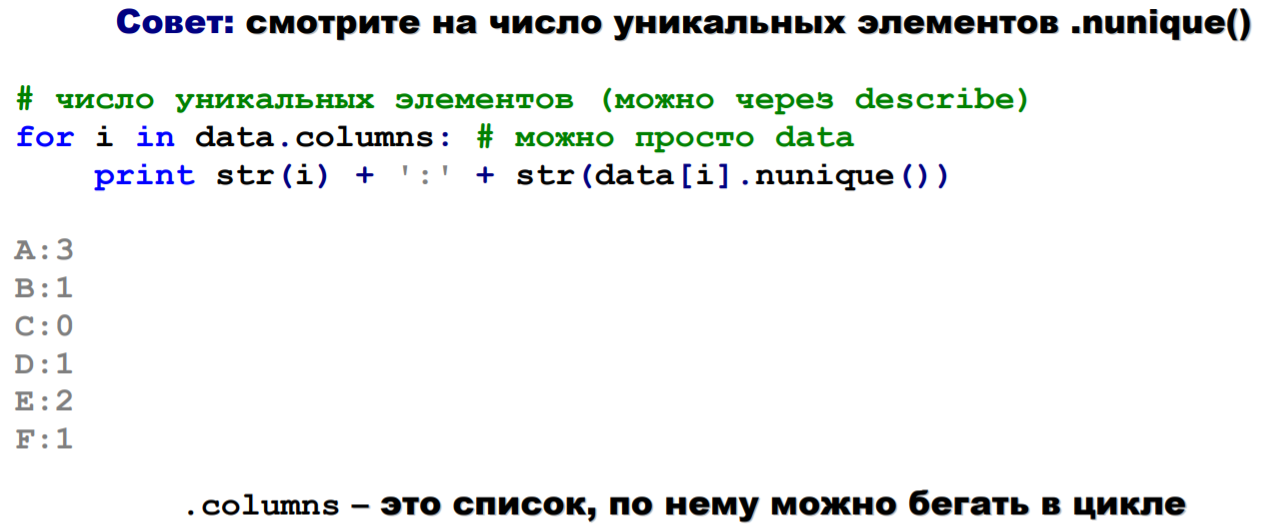 Совет: смотрите на число уникальных элементов .nunique()
# число уникальных элементов (можно через describe)
for i in data.columns: # можно просто data
    print str(i) + ':' + str(data[i].nunique())
A:3
B:1
C:0
D:1
E:2
F:1
.columns – это список, по нему можно бегать в цикле